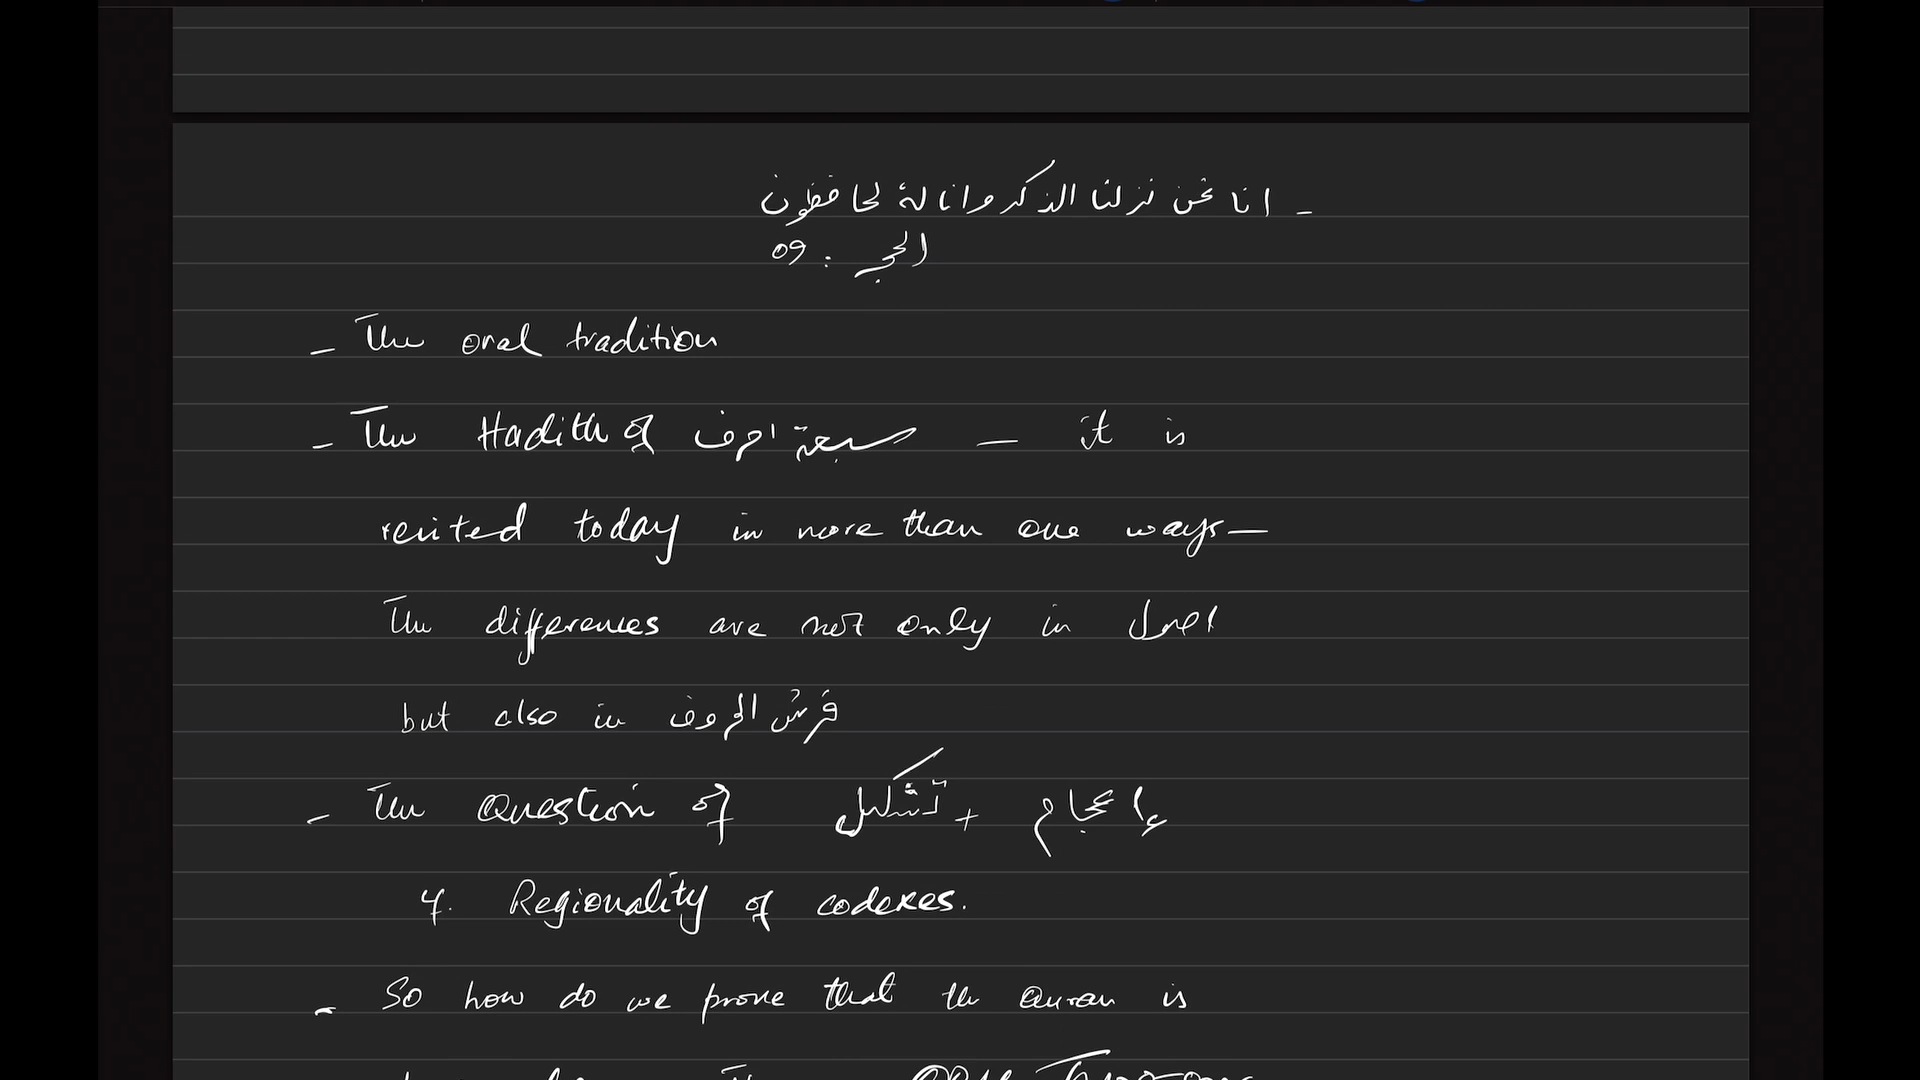 - انا نحن نزلنا الذكر وانا له لحافظون
الحجر : 09
- The oral tradition
- The Hadith of سبعة احرف - it is
recited today in more than one ways-
The differences are not only in اصول
but also in فرش الحروف
- The Question of تشكيل + إعجام
4. Regionality of codexes.
- So how do we prove that the Quran is